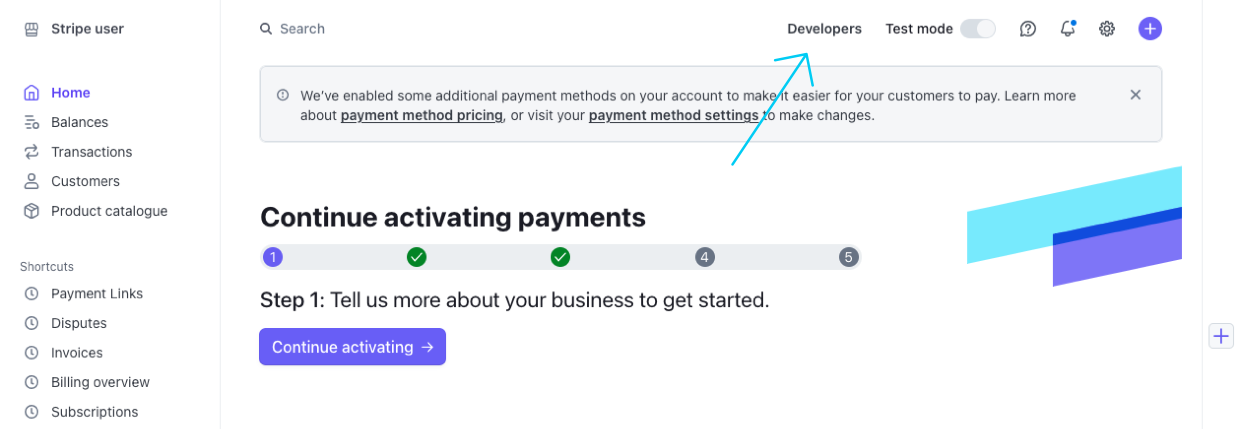 Stripe user
Search
Developers
Test mode
Home
Balances
Transactions
Customers
Product catalogue
Shortcuts
Payment Links
Disputes
Invoices
Billing overview
Subscriptions
We've enabled some additional payment methods on your account to make it easier for your customers to pay. Learn more
about payment method pricing, or visit your payment method settings to make changes.
Continue activating payments
1
4
5
Step 1: Tell us more about your business to get started.
Continue activating →